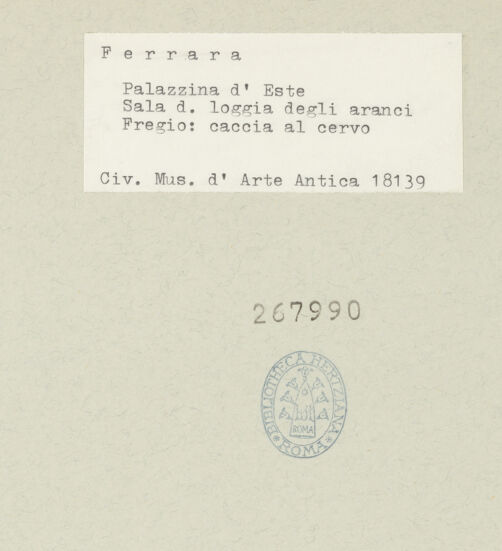 Ferrara
Palazzina d' Este
Sala d. loggia degli aranci
Fregio: caccia al cervo
Civ. Mus. d' Arte Antica 18139
267990
BIBLIOTHECA HERTZIANA
ROMA
ROMA